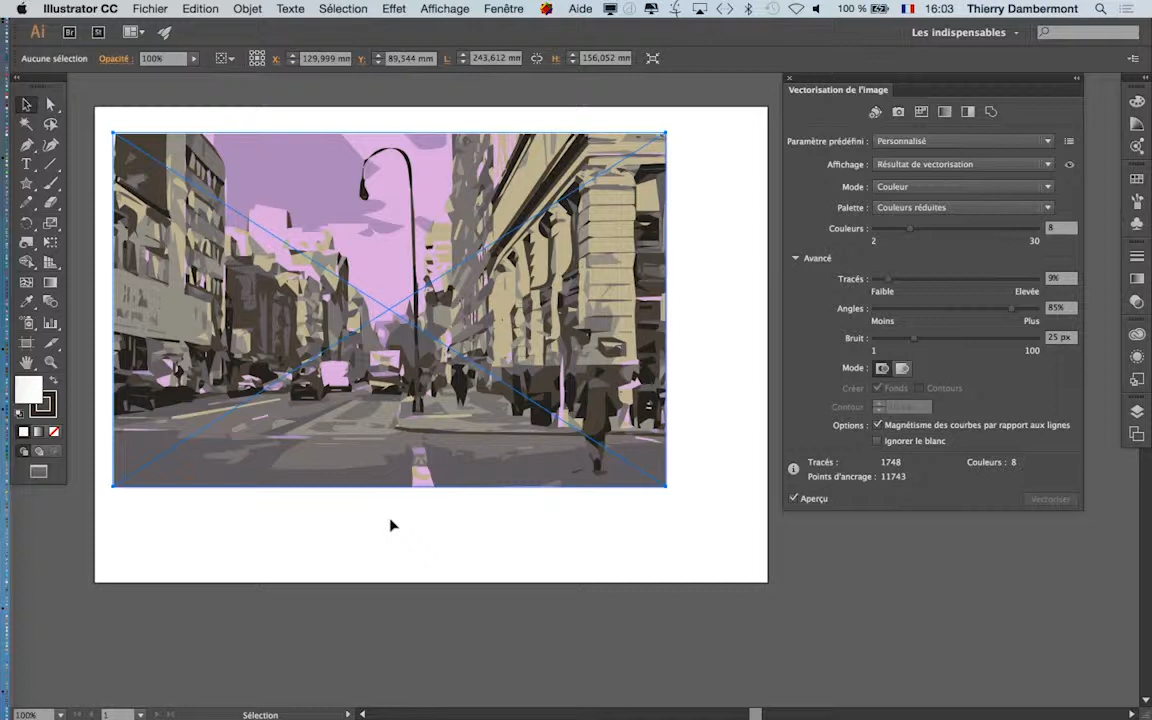 Illustrator CC Fichier Edition Objet Texte Sélection Effet Affichage Fenêtre Aide 100 % 16:03 Thierry Dambermont
Ai Br St Les indispensables
Aucune sélection Opacité : 100% X: 129,999 mm Y: 89,544 mm L: 243,612 mm H: 156,052 mm
Vectorisation de l'image
Paramètre prédéfini : Personnalisé
Affichage : Résultat de vectorisation
Mode : Couleur
Palette : Couleurs réduites
Couleurs : 8
2 30
Avancé
Tracés : 9%
Faible Elevée
Angles : 85%
Moins Plus
Bruit : 25 px
1 100
Mode :
Créer : Fonds Contours
Contour :
Options : Magnétisme des courbes par rapport aux lignes
Ignorer le blanc
Tracés : 1748 Couleurs : 8
Points d'ancrage : 11743
Aperçu Vectoriser
100% 1 Sélection